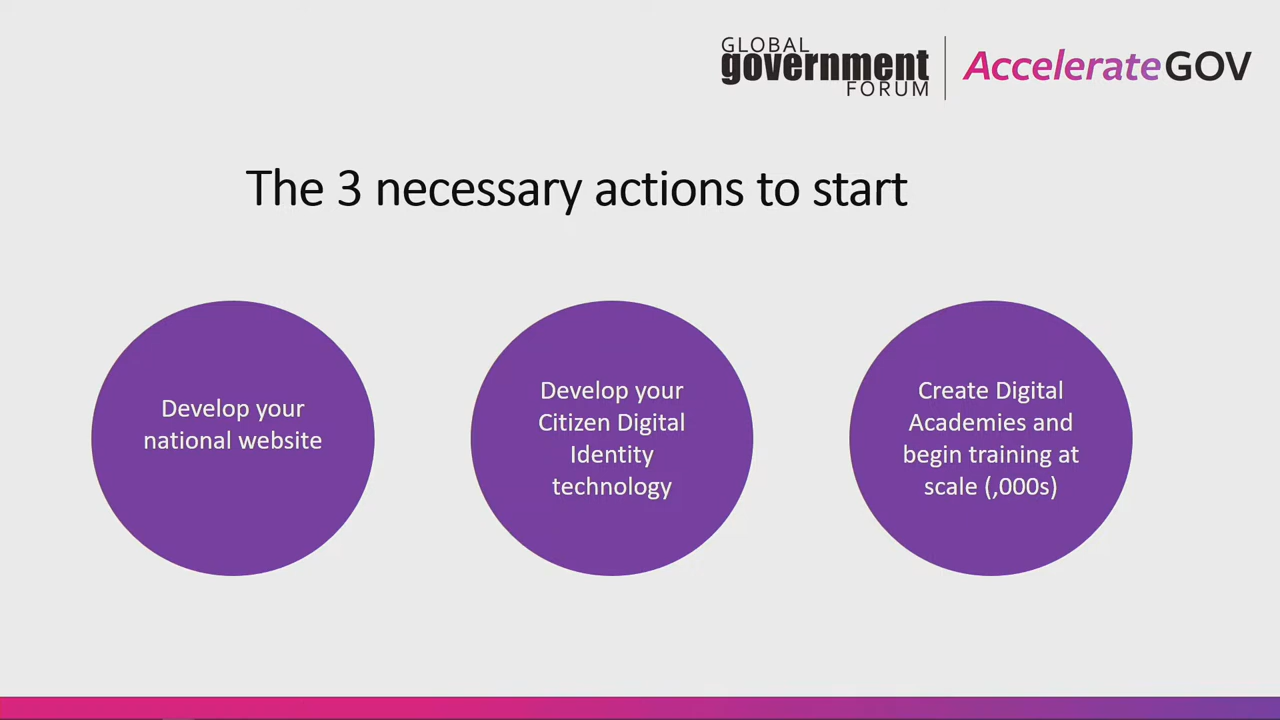 GLOBAL
government
FORUM
AccelerateGOV
The 3 necessary actions to start
Develop your
national website
Develop your
Citizen Digital
Identity
technology
Create Digital
Academies and
begin training at
scale (,000s)